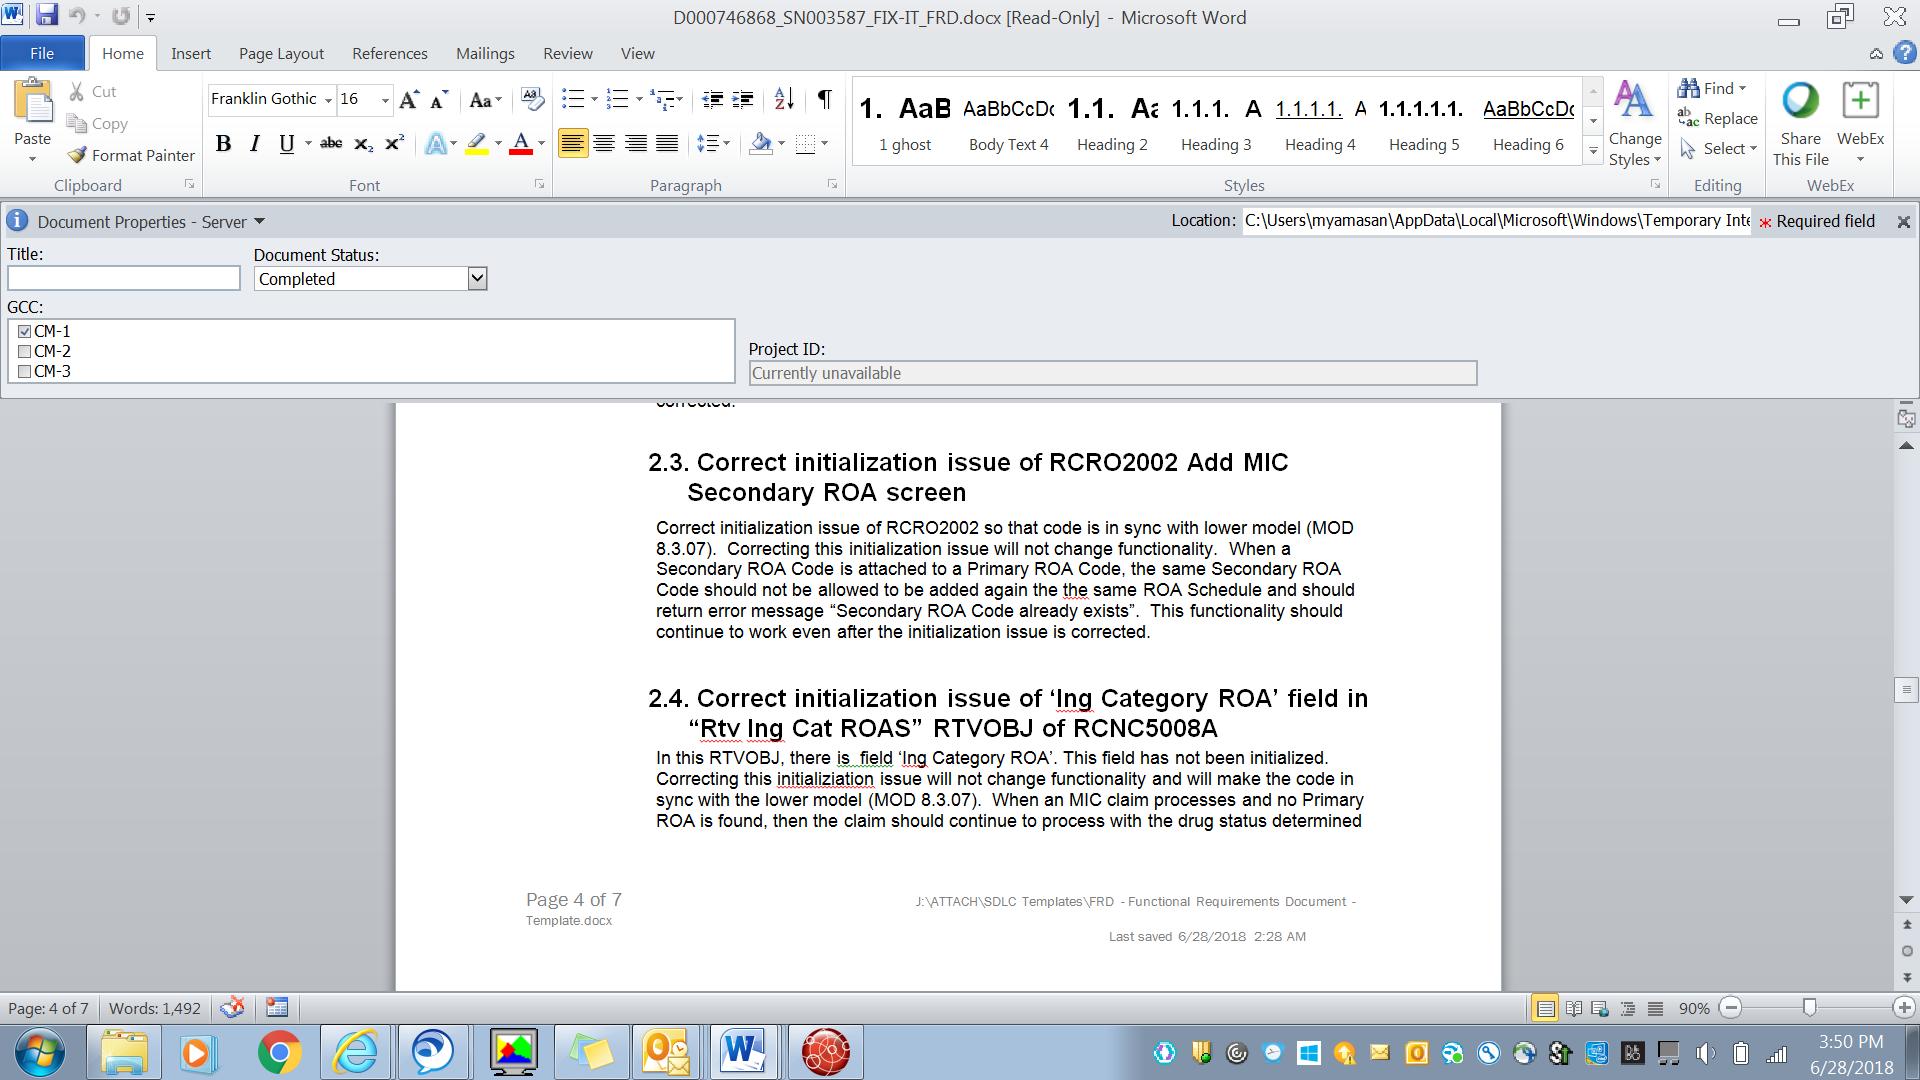 D000746868_SN003587_FIX-IT_FRD.docx [Read-Only] - Microsoft Word
File Home Insert Page Layout References Mailings Review View
Paste
Cut
Copy
Format Painter
Clipboard
Franklin Gothic 16
Font
Paragraph
1. AaB AaBbCcDc 1.1. Aa 1.1.1. A 1.1.1.1. A 1.1.1.1.1. AaBbCcDc
1 ghost Body Text 4 Heading 2 Heading 3 Heading 4 Heading 5 Heading 6
Styles
Change Styles
Find
Replace
Select
Editing
Share This File
WebEx
WebEx
Document Properties - Server
Location: C:\Users\myamasan\AppData\Local\Microsoft\Windows\Temporary Inte * Required field
Title: Document Status:
Completed
GCC:
CM-1
CM-2
CM-3
Project ID:
Currently unavailable
corrected.
2.3. Correct initialization issue of RCRO2002 Add MIC
Secondary ROA screen
Correct initialization issue of RCRO2002 so that code is in sync with lower model (MOD
8.3.07).  Correcting this initialization issue will not change functionality.  When a
Secondary ROA Code is attached to a Primary ROA Code, the same Secondary ROA
Code should not be allowed to be added again the the same ROA Schedule and should
return error message “Secondary ROA Code already exists”.  This functionality should
continue to work even after the initialization issue is corrected.
2.4. Correct initialization issue of ‘Ing Category ROA’ field in
“Rtv Ing Cat ROAS” RTVOBJ of RCNC5008A
In this RTVOBJ, there is  field ‘Ing Category ROA’. This field has not been initialized.
Correcting this initializiation issue will not change functionality and will make the code in
sync with the lower model (MOD 8.3.07).  When an MIC claim processes and no Primary
ROA is found, then the claim should continue to process with the drug status determined
Page 4 of 7 J:\ATTACH\SDLC Templates\FRD - Functional Requirements Document -
Template.docx
Last saved 6/28/2018 2:28 AM
Page: 4 of 7 Words: 1,492 90%
3:50 PM
6/28/2018